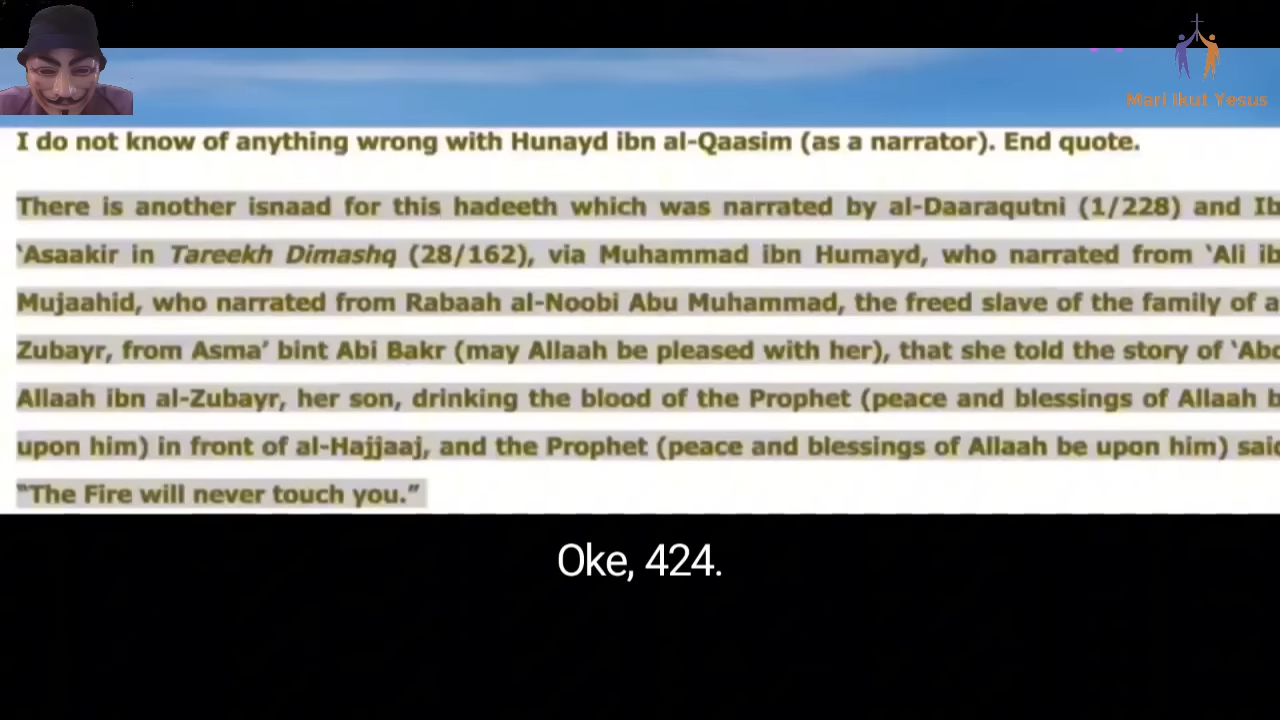 Mari Ikut Yesus
I do not know of anything wrong with Hunayd ibn al-Qaasim (as a narrator). End quote.
There is another isnaad for this hadeeth which was narrated by al-Daaraqutni (1/228) and Ib
‘Asaakir in Tareekh Dimashq (28/162), via Muhammad ibn Humayd, who narrated from ‘Ali ib
Mujaahid, who narrated from Rabaah al-Noobi Abu Muhammad, the freed slave of the family of a
Zubayr, from Asma’ bint Abi Bakr (may Allaah be pleased with her), that she told the story of ‘Abd
Allaah ibn al-Zubayr, her son, drinking the blood of the Prophet (peace and blessings of Allaah b
upon him) in front of al-Hajjaaj, and the Prophet (peace and blessings of Allaah be upon him) said
“The Fire will never touch you.”
Oke, 424.